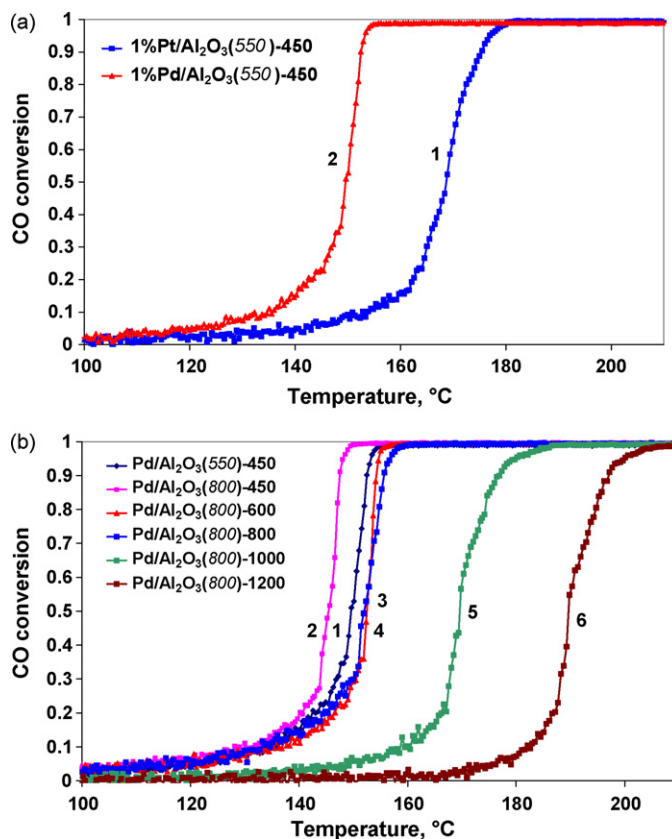 (a)
1
0.9
0.8
0.7
0.6
0.5
0.4
0.3
0.2
0.1
0
CO conversion
1%Pt/Al₂O₃(550)-450
1%Pd/Al₂O₃(550)-450
2
1
100 120 140 160 180 200
Temperature, °C
(b)
1
0.9
0.8
0.7
0.6
0.5
0.4
0.3
0.2
0.1
0
CO conversion
Pd/Al₂O₃(550)-450
Pd/Al₂O₃(800)-450
Pd/Al₂O₃(800)-600
Pd/Al₂O₃(800)-800
Pd/Al₂O₃(800)-1000
Pd/Al₂O₃(800)-1200
2 1 3
4
5
6
100 120 140 160 180 200
Temperature, °C